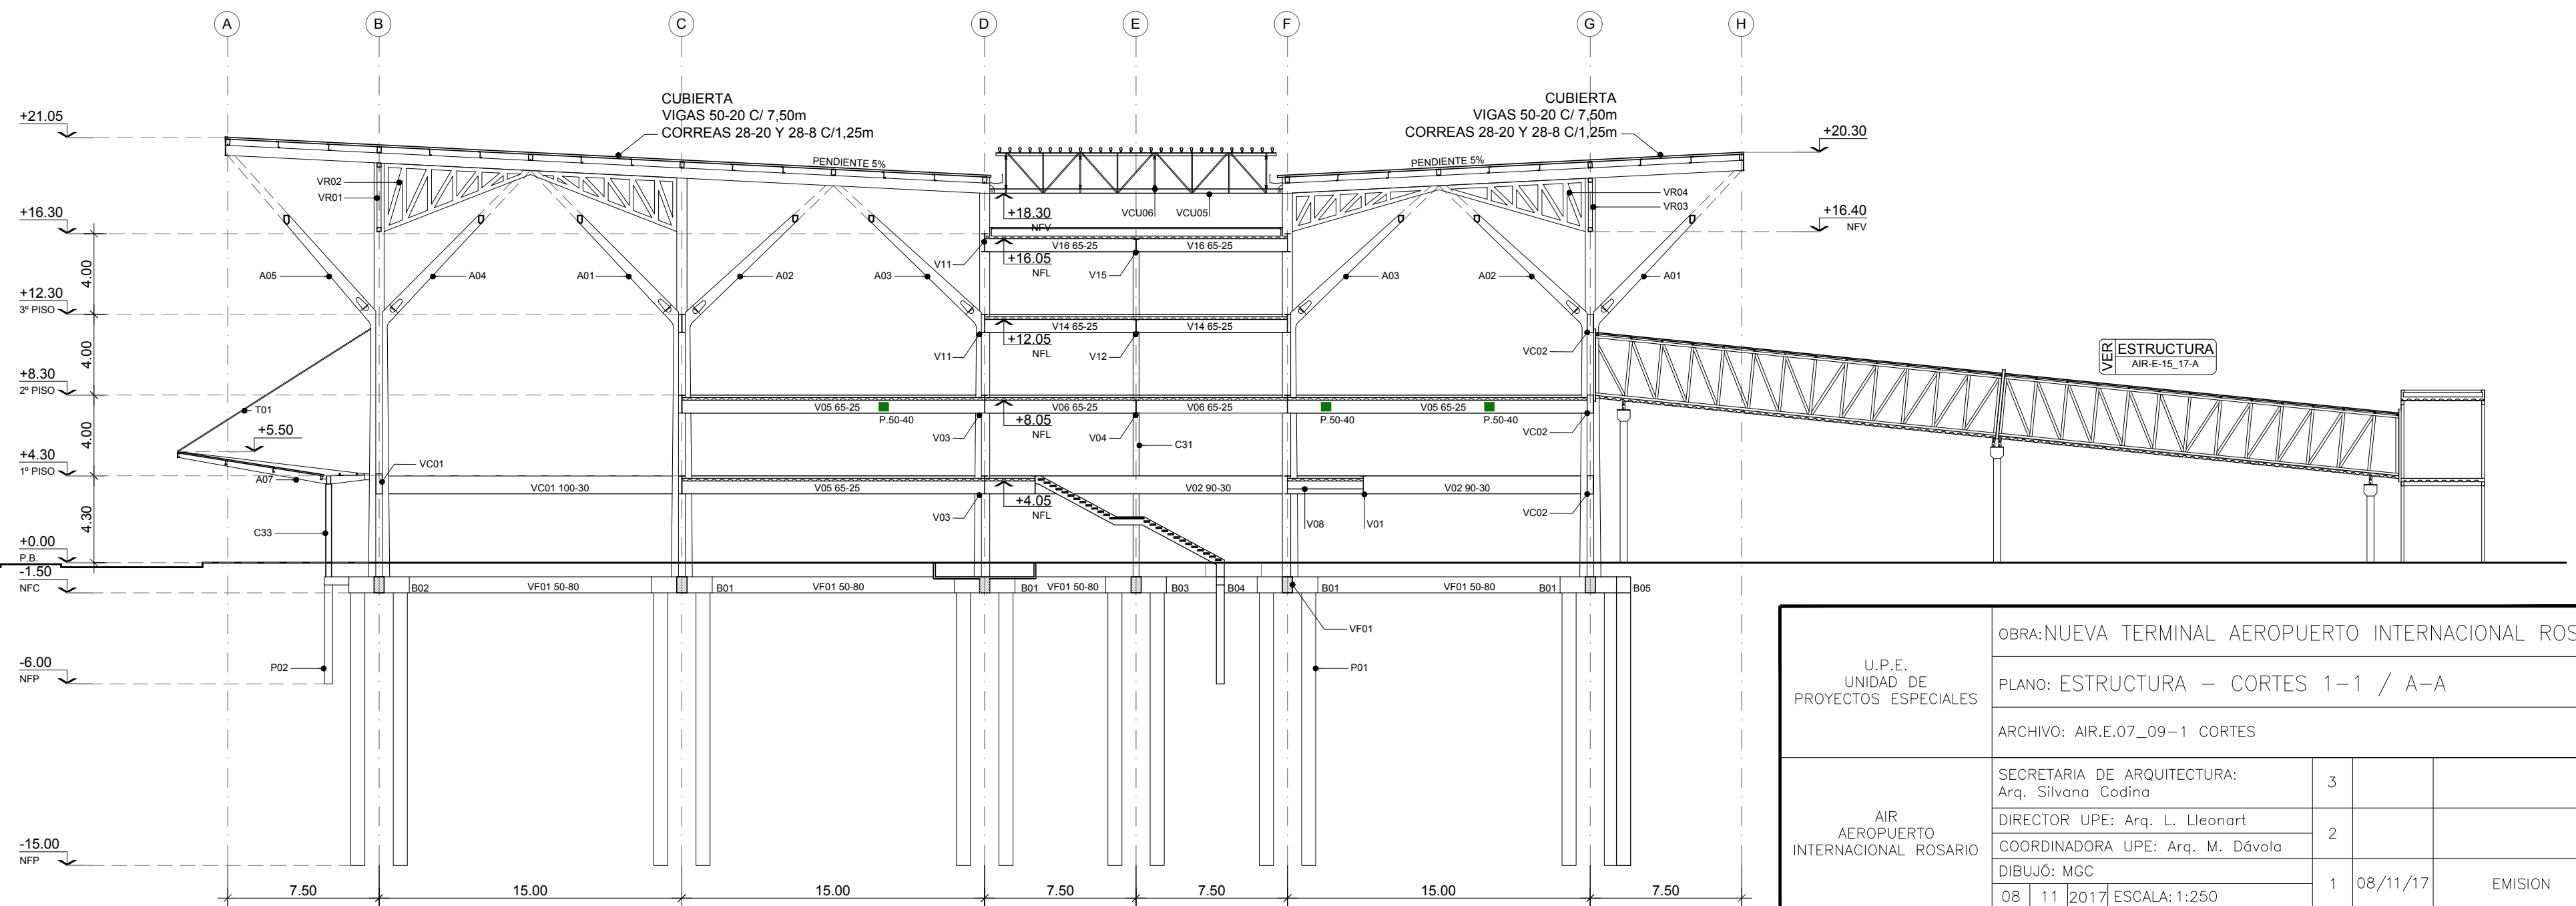 A B C D E F G H
CUBIERTA
VIGAS 50-20 C/ 7,50m
CORREAS 28-20 Y 28-8 C/1,25m
CUBIERTA
VIGAS 50-20 C/ 7,50m
CORREAS 28-20 Y 28-8 C/1,25m
+21.05
+20.30
PENDIENTE 5%
PENDIENTE 5%
VR02
VR01
VR04
VR03
VCU06
VCU05
+16.30
+18.30
NFV
+16.40
NFV
V16 65-25
V16 65-25
V11
+16.05
NFL
V15
4.00
A05
A04
A01
A02
A03
A03
A02
A01
+12.30
3º PISO
V14 65-25
V14 65-25
V11
+12.05
NFL
V12
VC02
4.00
VER
ESTRUCTURA
AIR-E-15_17-A
+8.30
2º PISO
V05 65-25
V06 65-25
V06 65-25
V05 65-25
P.50-40
P.50-40
P.50-40
T01
V03
+8.05
NFL
V04
VC02
4.00
+5.50
C31
+4.30
1º PISO
VC01
A07
VC01 100-30
V05 65-25
V02 90-30
V02 90-30
V03
+4.05
NFL
V08
V01
VC02
4.30
C33
+0.00
P.B.
-1.50
NFC
B02
VF01 50-80
B01
VF01 50-80
B01
VF01 50-80
B03
B04
B01
VF01 50-80
B01
B05
VF01
-6.00
NFP
P02
P01
-15.00
NFP
7.50
15.00
15.00
7.50
7.50
15.00
7.50
U.P.E.
UNIDAD DE
PROYECTOS ESPECIALES
OBRA: NUEVA TERMINAL AEROPUERTO INTERNACIONAL ROS
PLANO: ESTRUCTURA - CORTES 1-1 / A-A
ARCHIVO: AIR.E.07_09-1 CORTES
AIR
AEROPUERTO
INTERNACIONAL ROSARIO
SECRETARIA DE ARQUITECTURA:
Arq. Silvana Codina
3
DIRECTOR UPE: Arq. L. Lleonart
2
COORDINADORA UPE: Arq. M. Dávola
DIBUJÓ: MGC
1 08/11/17 EMISION
08 11 2017 ESCALA: 1:250